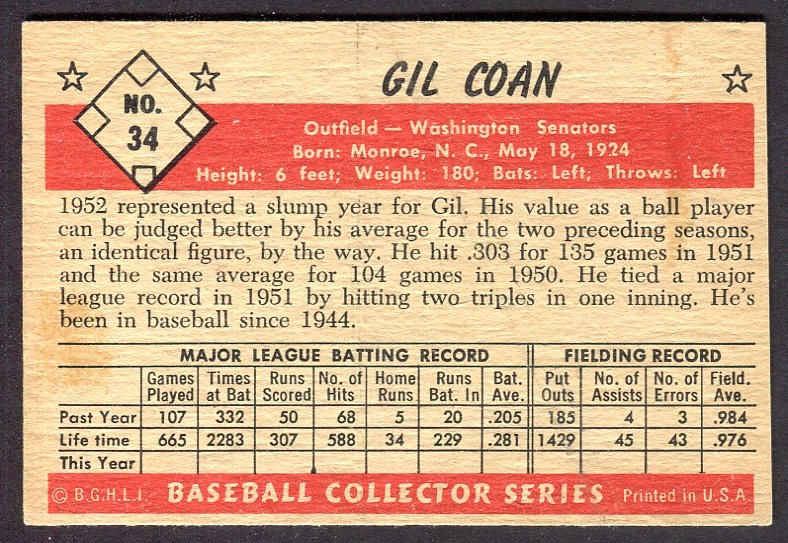 NO.
34
GIL COAN
Outfield — Washington Senators
Born: Monroe, N. C., May 18, 1924
Height: 6 feet; Weight: 180; Bats: Left; Throws: Left
1952 represented a slump year for Gil. His value as a ball player
can be judged better by his average for the two preceding seasons,
an identical figure, by the way. He hit .303 for 135 games in 1951
and the same average for 104 games in 1950. He tied a major
league record in 1951 by hitting two triples in one inning. He's
been in baseball since 1944.
MAJOR LEAGUE BATTING RECORD FIELDING RECORD
Games Times Runs No. of Home Runs Bat. Put No. of No. of Field.
Played at Bat Scored Hits Runs Bat. In Ave. Outs Assists Errors Ave.
Past Year 107 332 50 68 5 20 .205 185 4 3 .984
Life time 665 2283 307 588 34 229 .281 1429 45 43 .976
This Year
© B.G.H.L.I. BASEBALL COLLECTOR SERIES Printed in U.S.A.